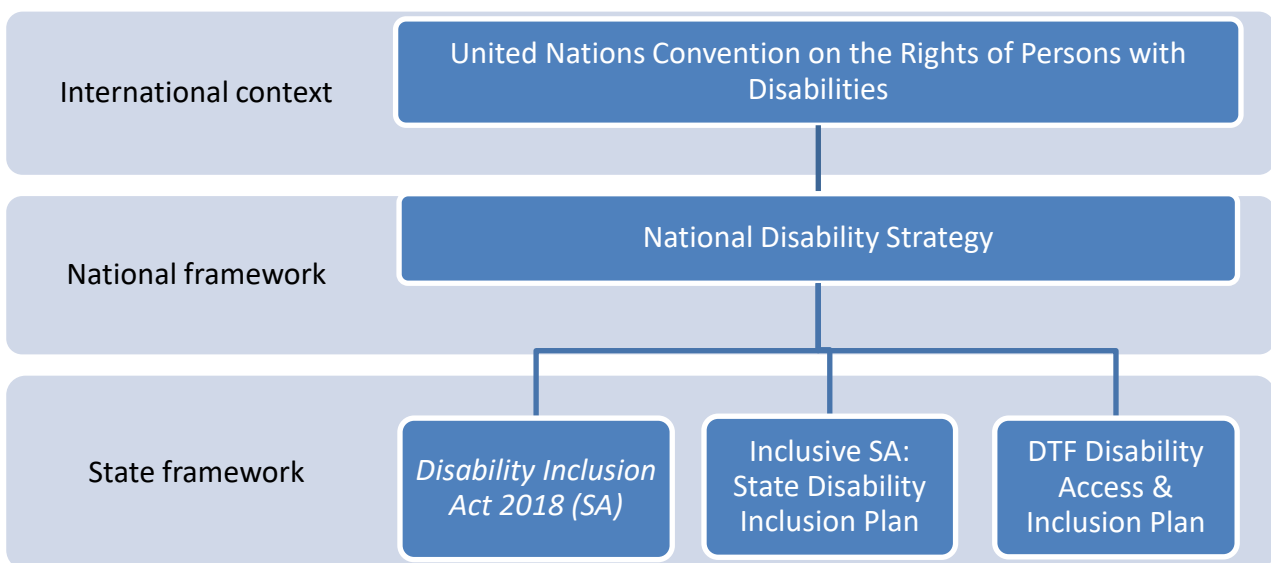 International context
United Nations Convention on the Rights of Persons with
Disabilities
National framework
National Disability Strategy
State framework
Disability Inclusion
Act 2018 (SA)
Inclusive SA:
State Disability
Inclusion Plan
DTF Disability
Access &
Inclusion Plan